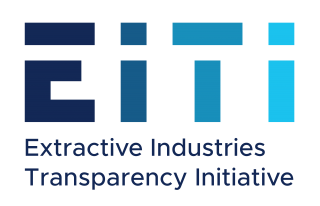 EITI
Extractive Industries
Transparency Initiative